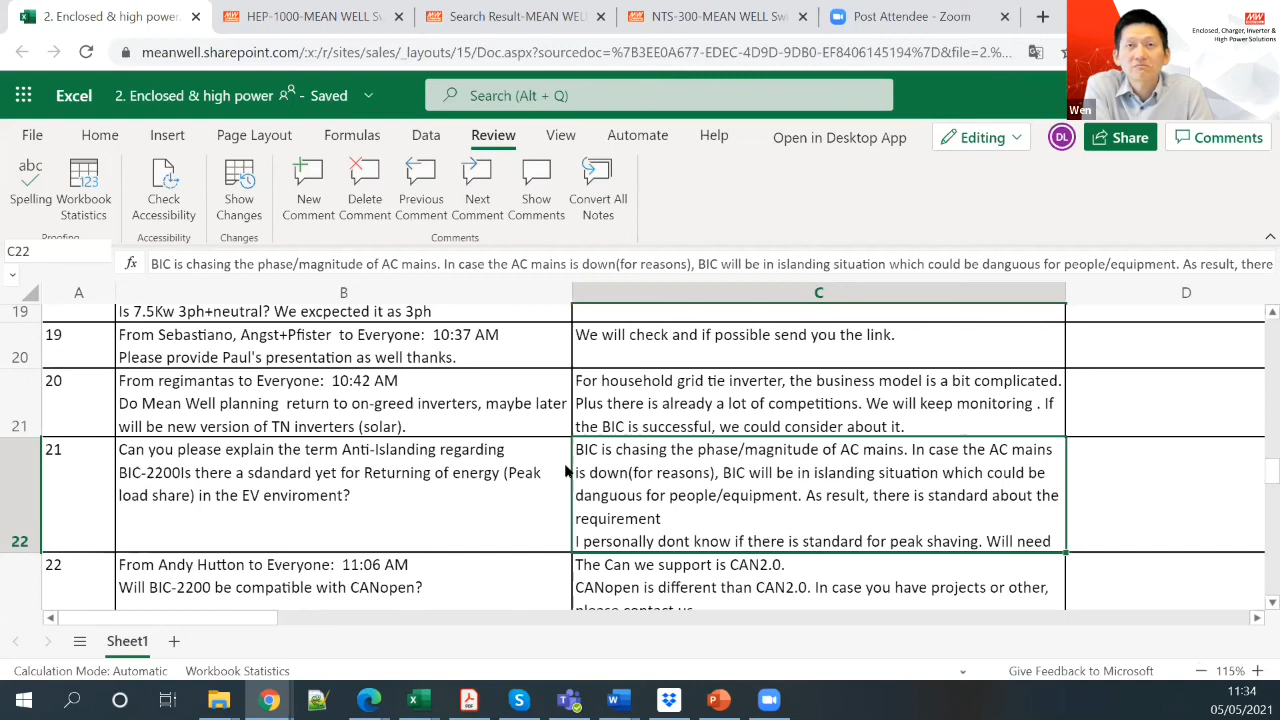 2. Enclosed & high power.
HEP-1000-MEAN WELL Sw
Search Result-MEAN WEL
NTS-300-MEAN WELL Swi
Post Attendee - Zoom
MW
Enclosed, Charger, Inverter &
High Power Solutions
meanwell.sharepoint.com/:x:/r/sites/sales/_layouts/15/Doc.aspx?sourcedoc=%7B3EE0A677-EDEC-4D9D-9DB0-EF8406145194%7D&file=2.%...
Excel
2. Enclosed & high power - Saved
Search (Alt + Q)
Wen
File
Home
Insert
Page Layout
Formulas
Data
Review
View
Automate
Help
Open in Desktop App
Editing
DL
Share
Comments
abc
123
Spelling
Workbook
Statistics
Check
Accessibility
Show
Changes
New
Comment
Delete
Comment
Previous
Comment
Next
Comment
Show
Comments
Convert All
Notes
Proofing
Accessibility
Changes
Comments
C22
fx
BIC is chasing the phase/magnitude of AC mains. In case the AC mains is down(for reasons), BIC will be in islanding situation which could be danguous for people/equipment. As result, there
A
B
C
D
19
Is 7.5Kw 3ph+neutral? We excpected it as 3ph
20
19
From Sebastiano, Angst+Pfister to Everyone: 10:37 AM
Please provide Paul's presentation as well thanks.
We will check and if possible send you the link.
21
20
From regimantas to Everyone: 10:42 AM
Do Mean Well planning return to on-greed inverters, maybe later
will be new version of TN inverters (solar).
For household grid tie inverter, the business model is a bit complicated.
Plus there is already a lot of competitions. We will keep monitoring . If
the BIC is successful, we could consider about it.
22
21
Can you please explain the term Anti-Islanding regarding
BIC-2200Is there a sdandard yet for Returning of energy (Peak
load share) in the EV enviroment?
BIC is chasing the phase/magnitude of AC mains. In case the AC mains
is down(for reasons), BIC will be in islanding situation which could be
danguous for people/equipment. As result, there is standard about the
requirement
I personally dont know if there is standard for peak shaving. Will need
22
From Andy Hutton to Everyone: 11:06 AM
Will BIC-2200 be compatible with CANopen?
The Can we support is CAN2.0.
CANopen is different than CAN2.0. In case you have projects or other,
please contact us
Sheet1
Calculation Mode: Automatic
Workbook Statistics
Give Feedback to Microsoft
115%
11:34
05/05/2021